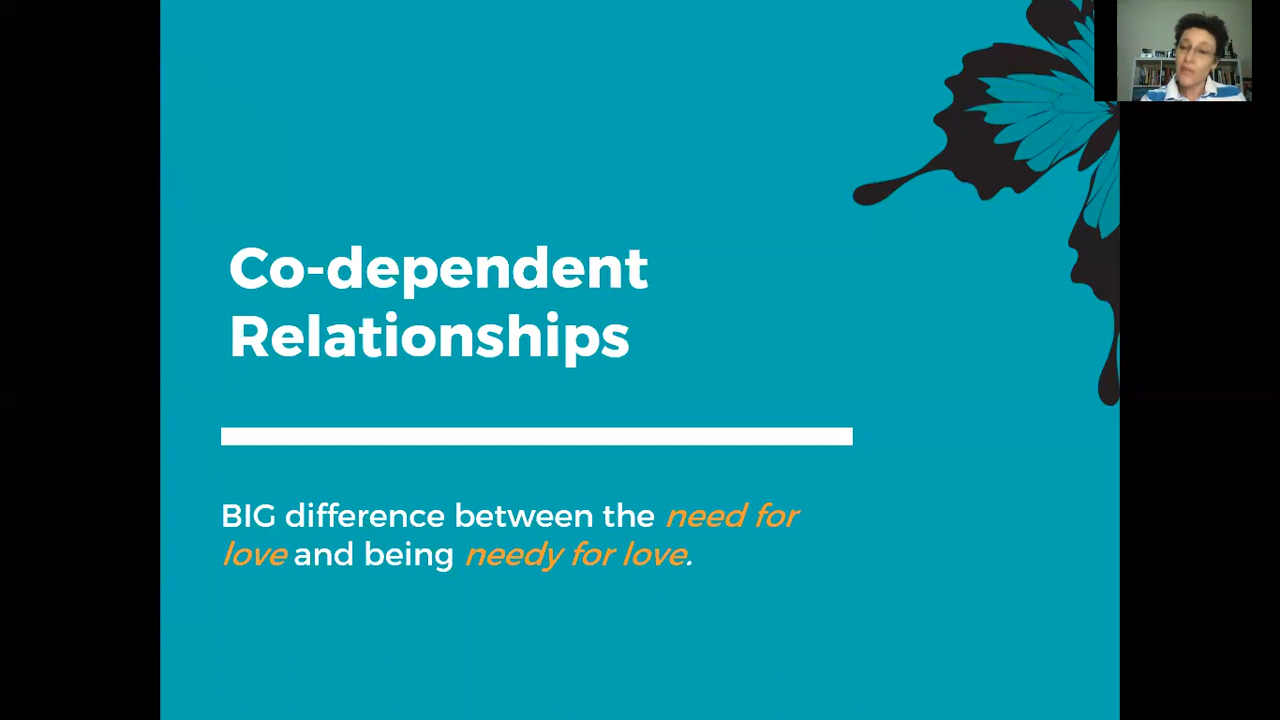 Co-dependent
Relationships
BIG difference between the need for
love and being needy for love.